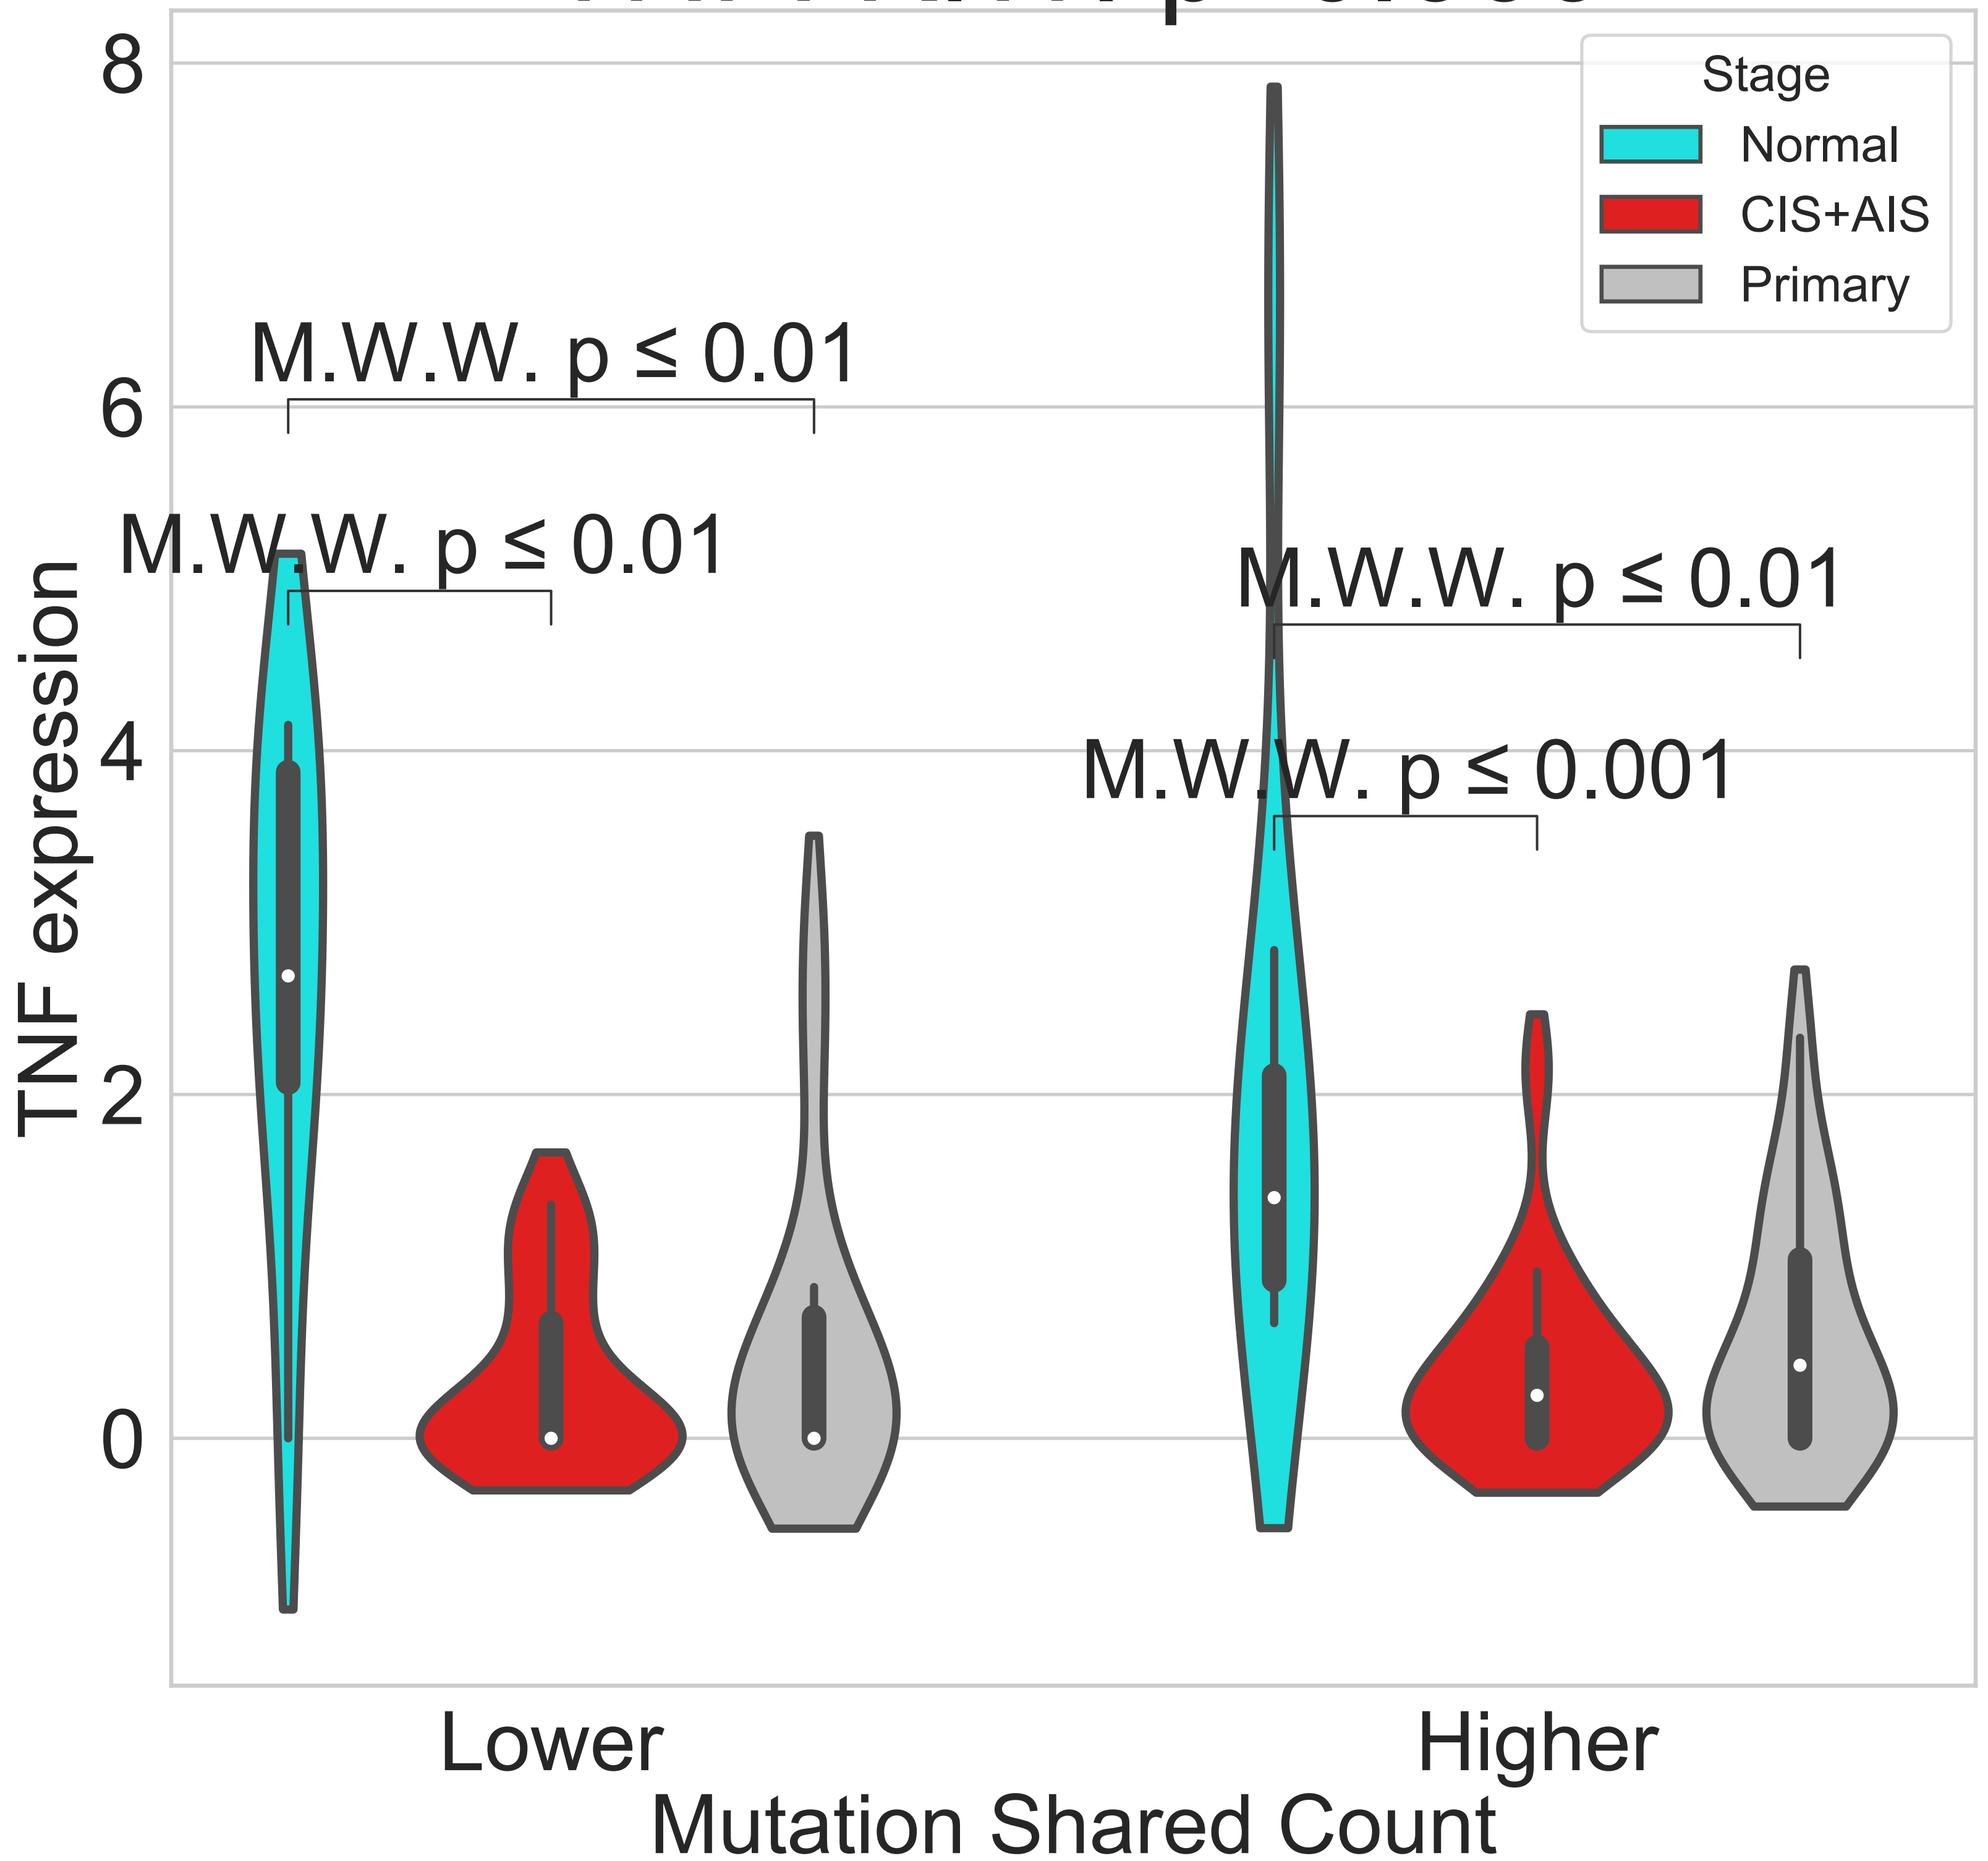 8
Stage
Normal
CIS+AIS
Primary
M.W.W. p ≤ 0.01
6
M.W.W. p ≤ 0.01
M.W.W. p ≤ 0.01
4
M.W.W. p ≤ 0.001
TNF expression
2
0
Lower
Higher
Mutation Shared Count